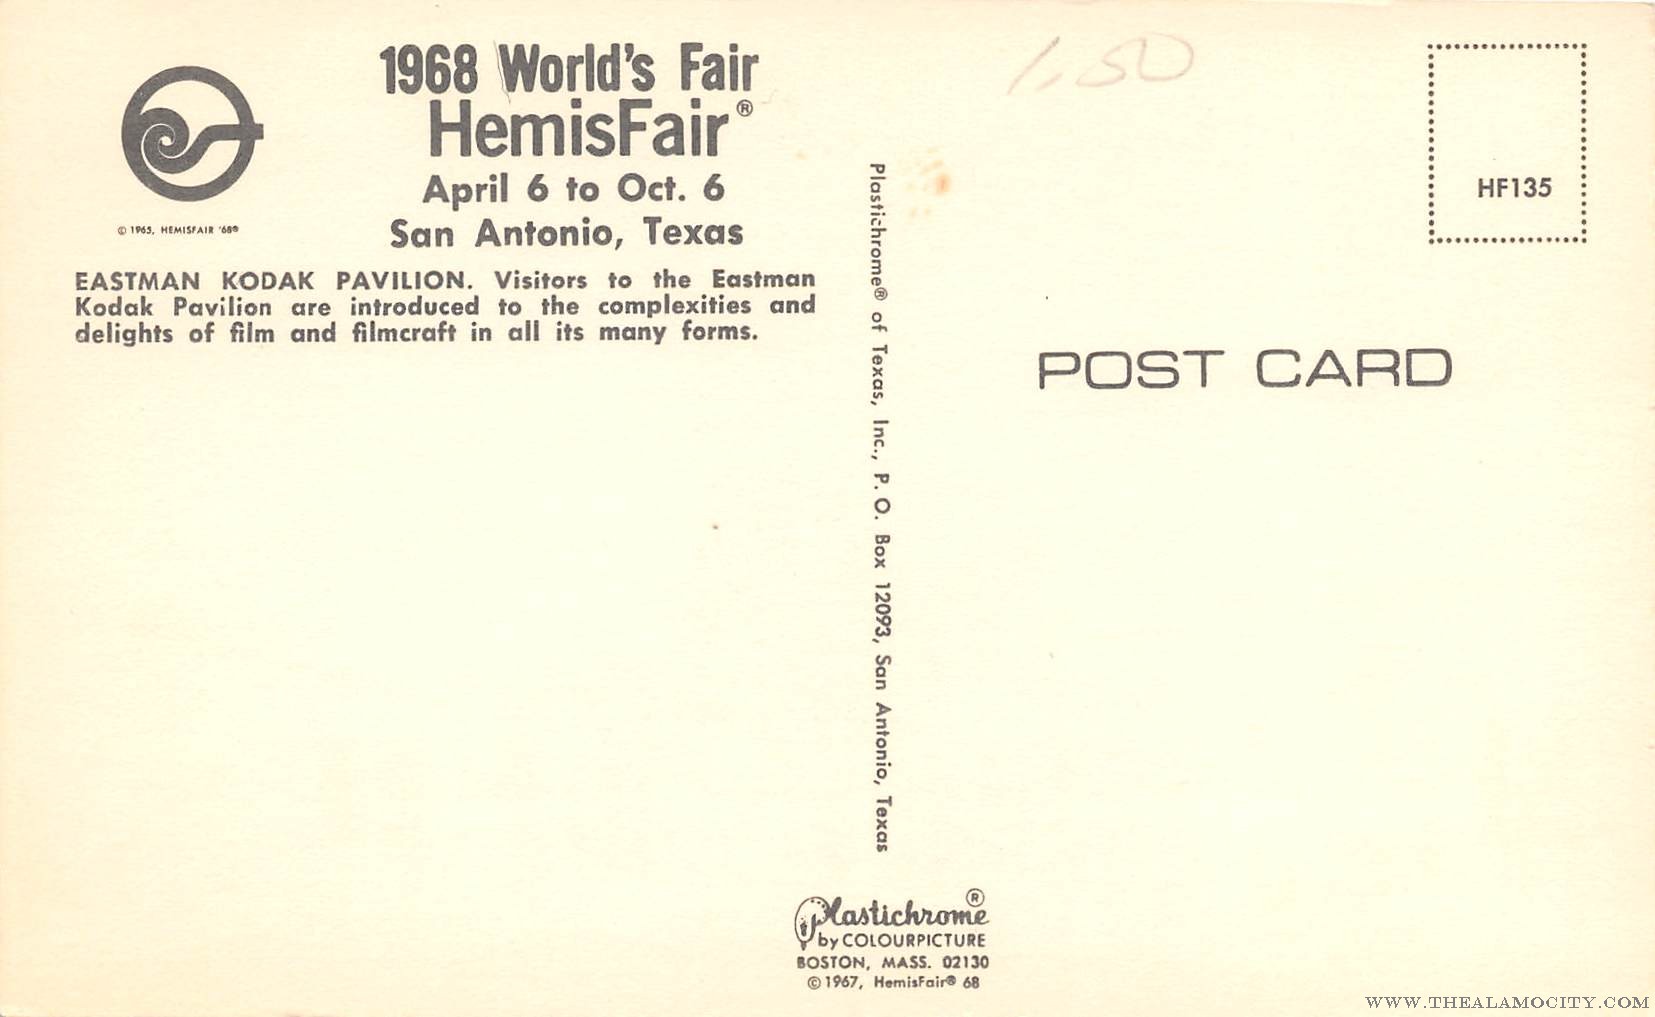 1968 World's Fair
HemisFair®
April 6 to Oct. 6
San Antonio, Texas
© 1965, HEMISFAIR '68®
EASTMAN KODAK PAVILION. Visitors to the Eastman
Kodak Pavilion are introduced to the complexities and
delights of film and filmcraft in all its many forms.
Plastichrome® of Texas, Inc., P. O. Box 12093, San Antonio, Texas
1.50
HF135
POST CARD
Plastichrome®
by COLOURPICTURE
BOSTON, MASS. 02130
© 1967, HemisFair® 68
WWW.THEALAMOCITY.COM